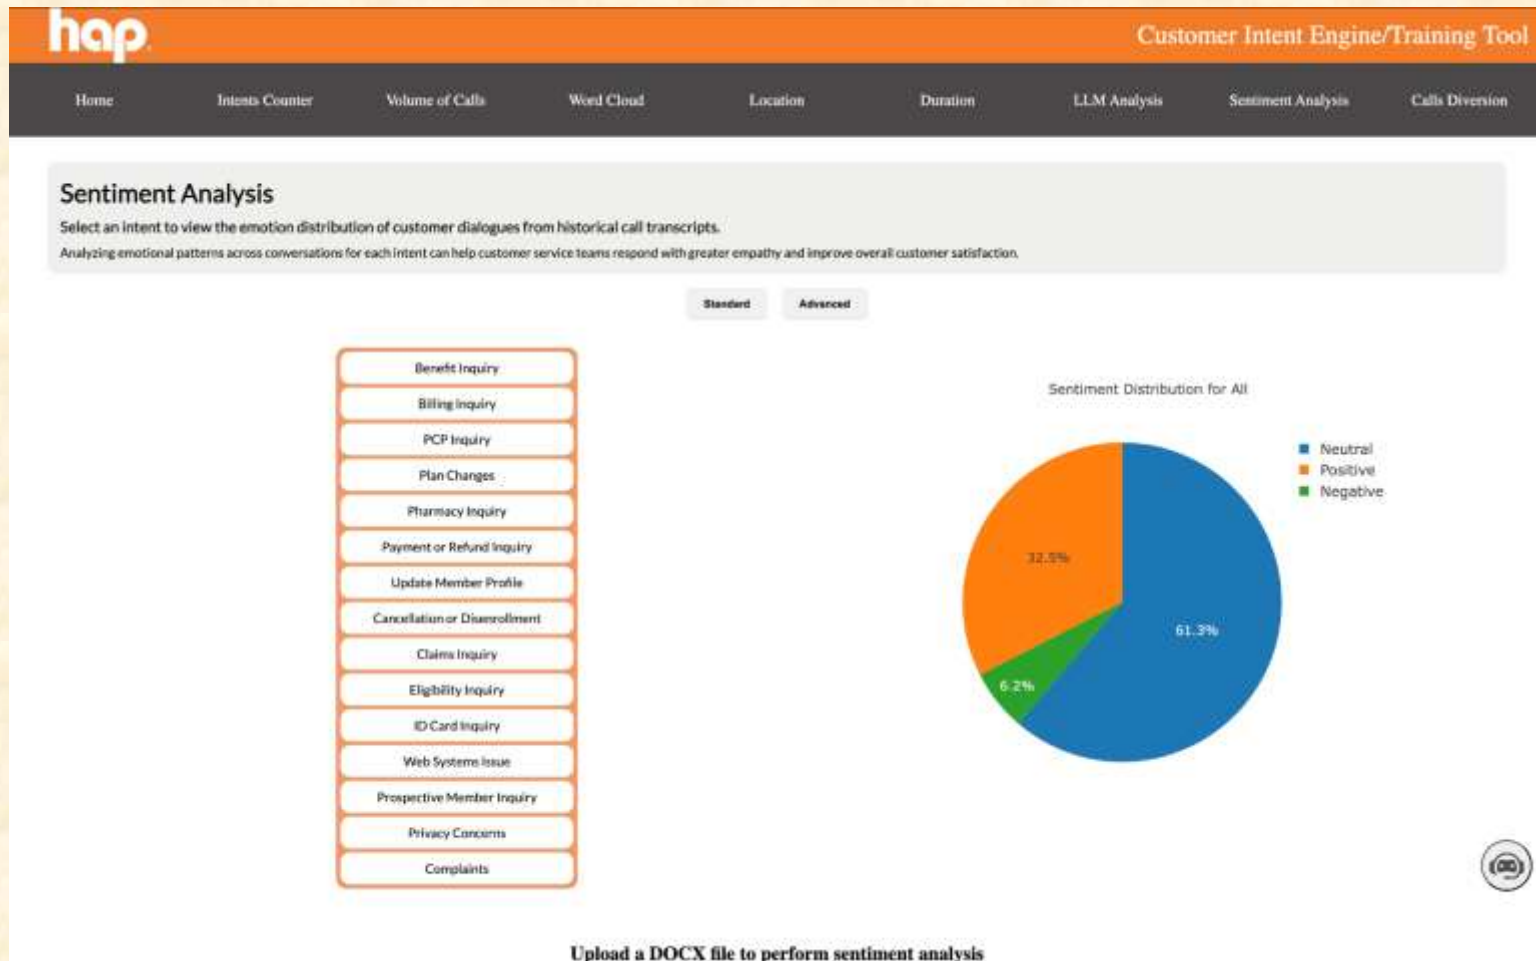 hap
Customer Intent Engine/Training Tool
Home Intents Counter Volume of Calls Word Cloud Location Duration LLM Analysis Sentiment Analysis Calls Diversion
Sentiment Analysis
Select an intent to view the emotion distribution of customer dialogues from historical call transcripts.
Analyzing emotional patterns across conversations for each intent can help customer service teams respond with greater empathy and improve overall customer satisfaction.
Standard Advanced
Benefit Inquiry
Billing Inquiry
PCP Inquiry
Plan Changes
Pharmacy Inquiry
Payment or Refund Inquiry
Update Member Profile
Cancellation or Disenrollment
Claims Inquiry
Eligibility Inquiry
ID Card Inquiry
Web Systems Issue
Prospective Member Inquiry
Privacy Concerns
Complaints
Sentiment Distribution for All
Neutral
Positive
Negative
32.5%
61.3%
6.2%
Upload a DOCX file to perform sentiment analysis